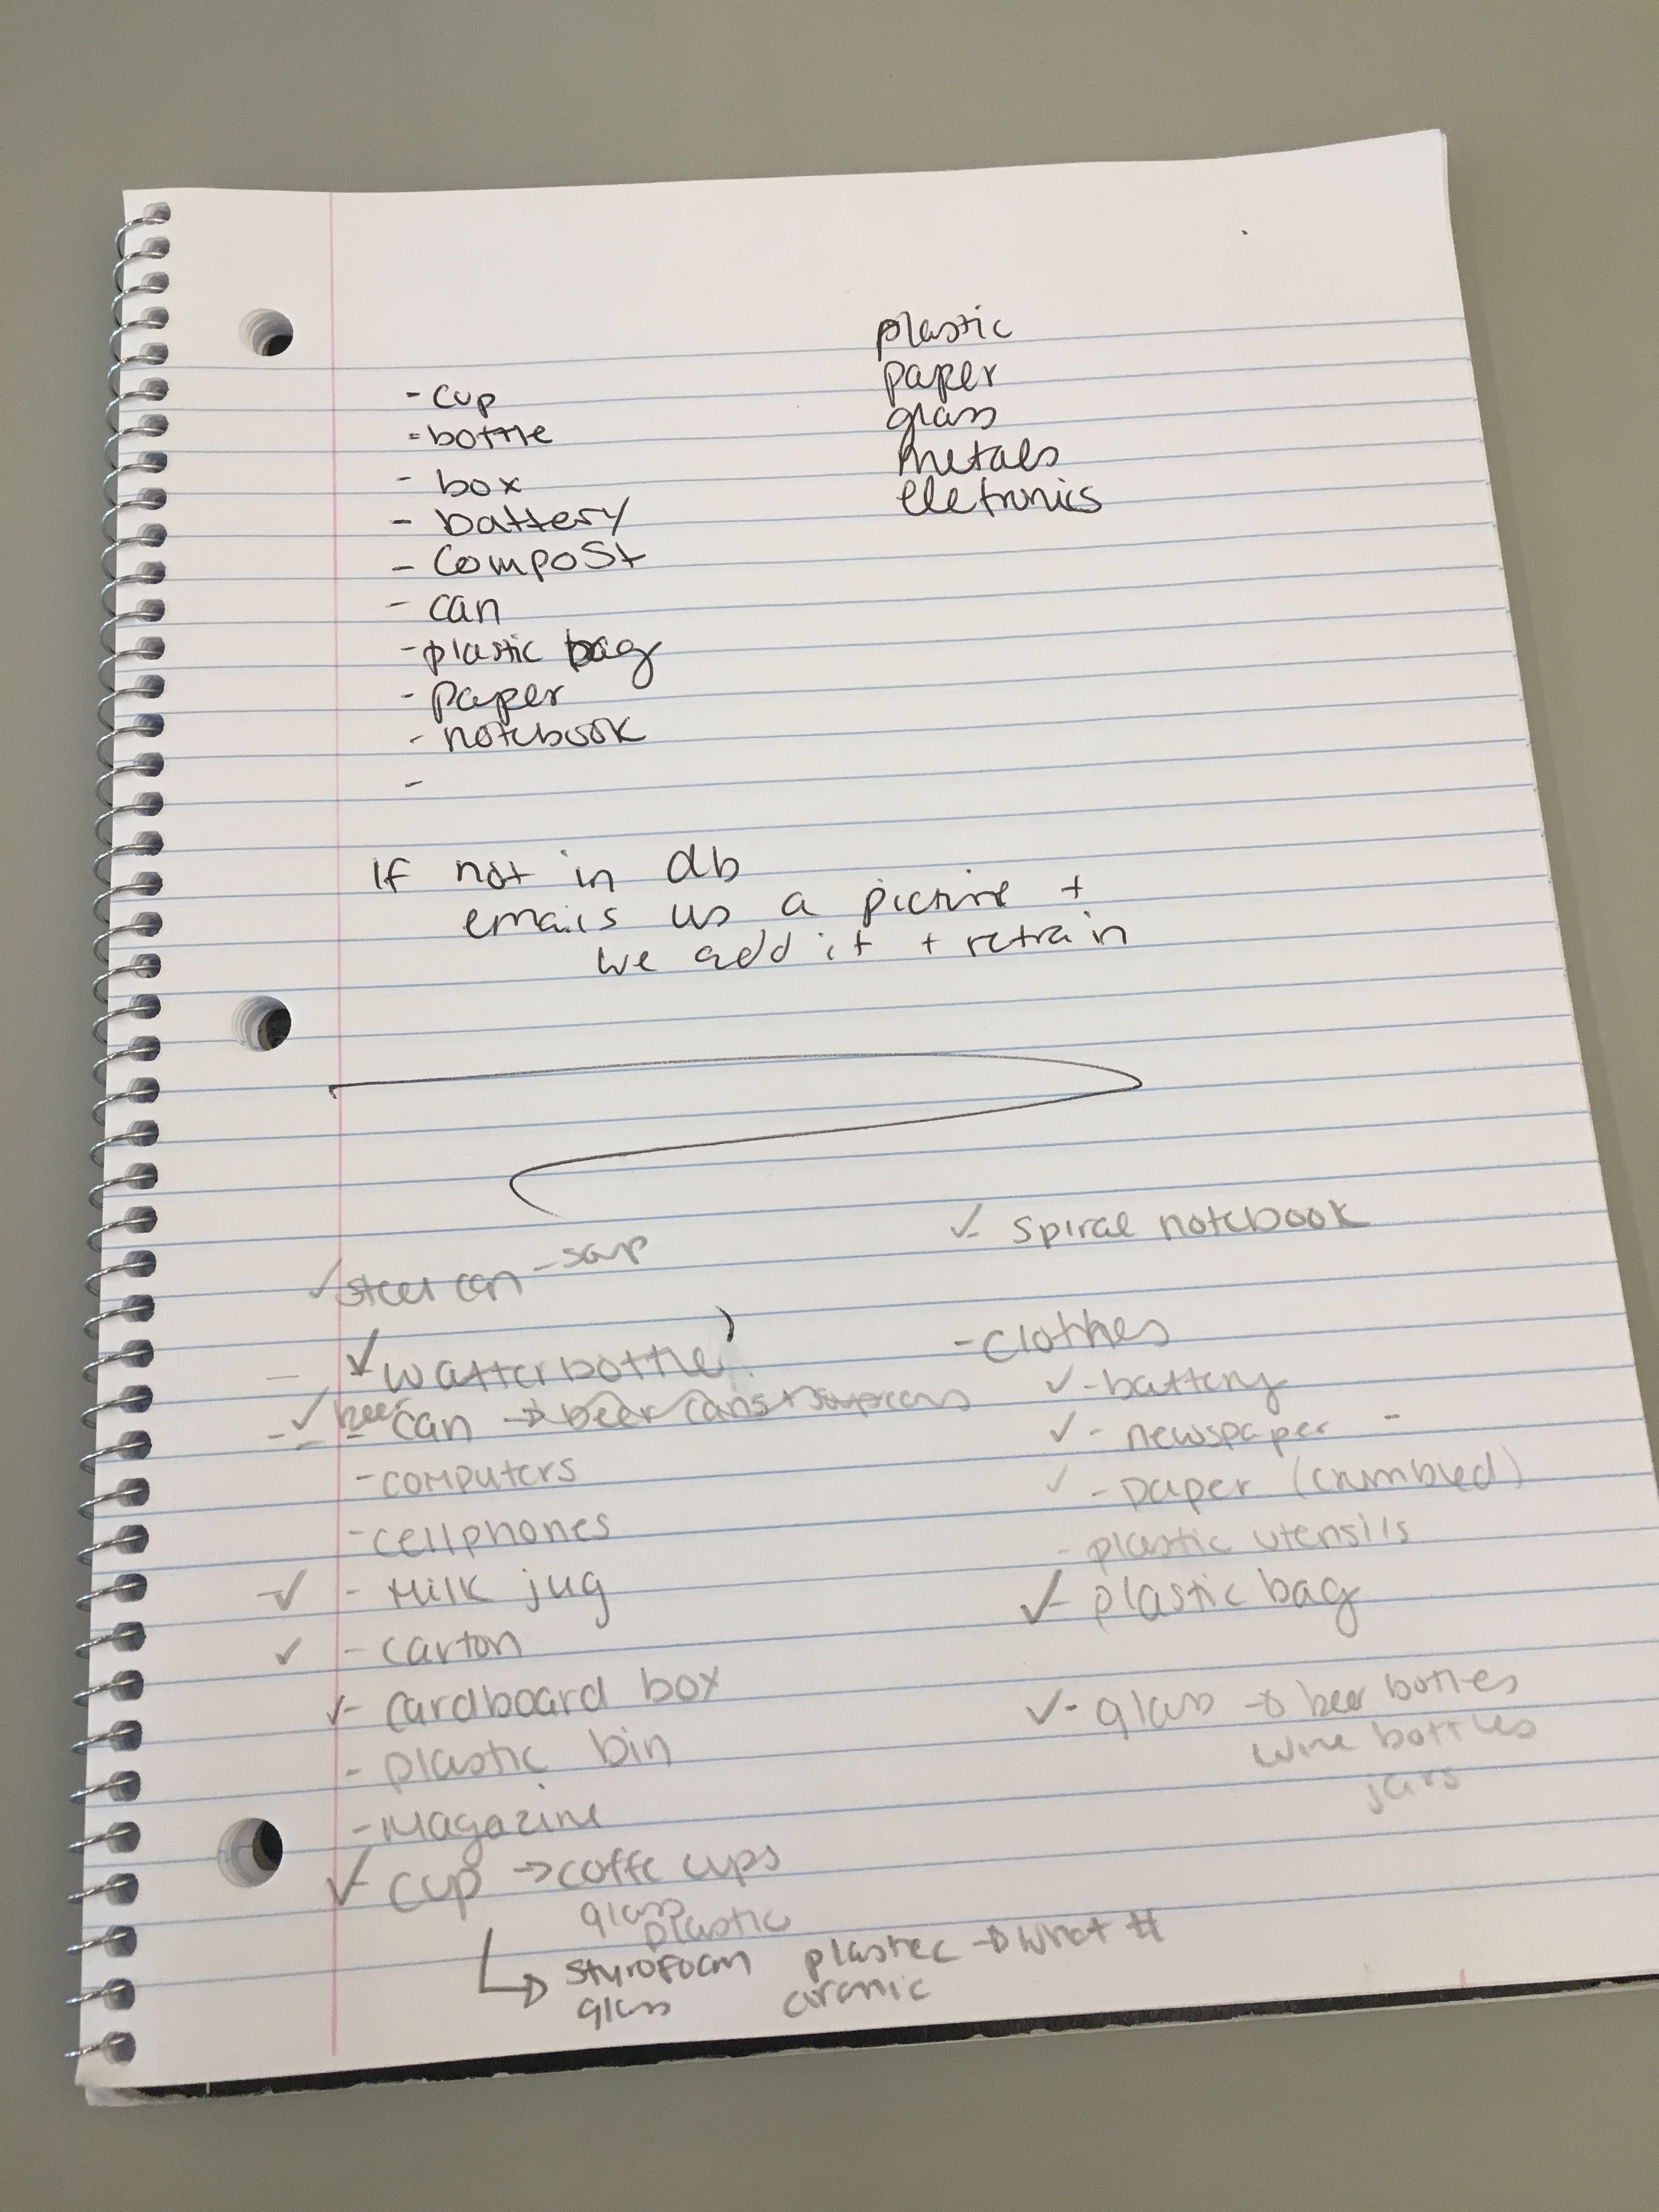 plastic
paper
glass
metals
eletronics
- cup
- bottle
- box
- battery
- compost
- can
- plastic bag
- paper
- notebook
-
If not in db
emails us a picture +
we add it + retrain
✓ spiral notebook
✓ steel can - soup
✓ watter bottle
✓ beer can → beer cans + soup cans
- computers
- cellphones
✓ - Milk jug
✓ - carton
✓ - cardboard box
- plastic bin
- Magazine
✓ cup → coffe cups
glass
plastic
styrofoam plastec → what #
glass ceramic
- clothes
✓ - battery
✓ - newspaper -
✓ - paper (crumbled)
- plastic utensils
✓ - plastic bag
✓ - glass → beer bottles
wine bottles
jars